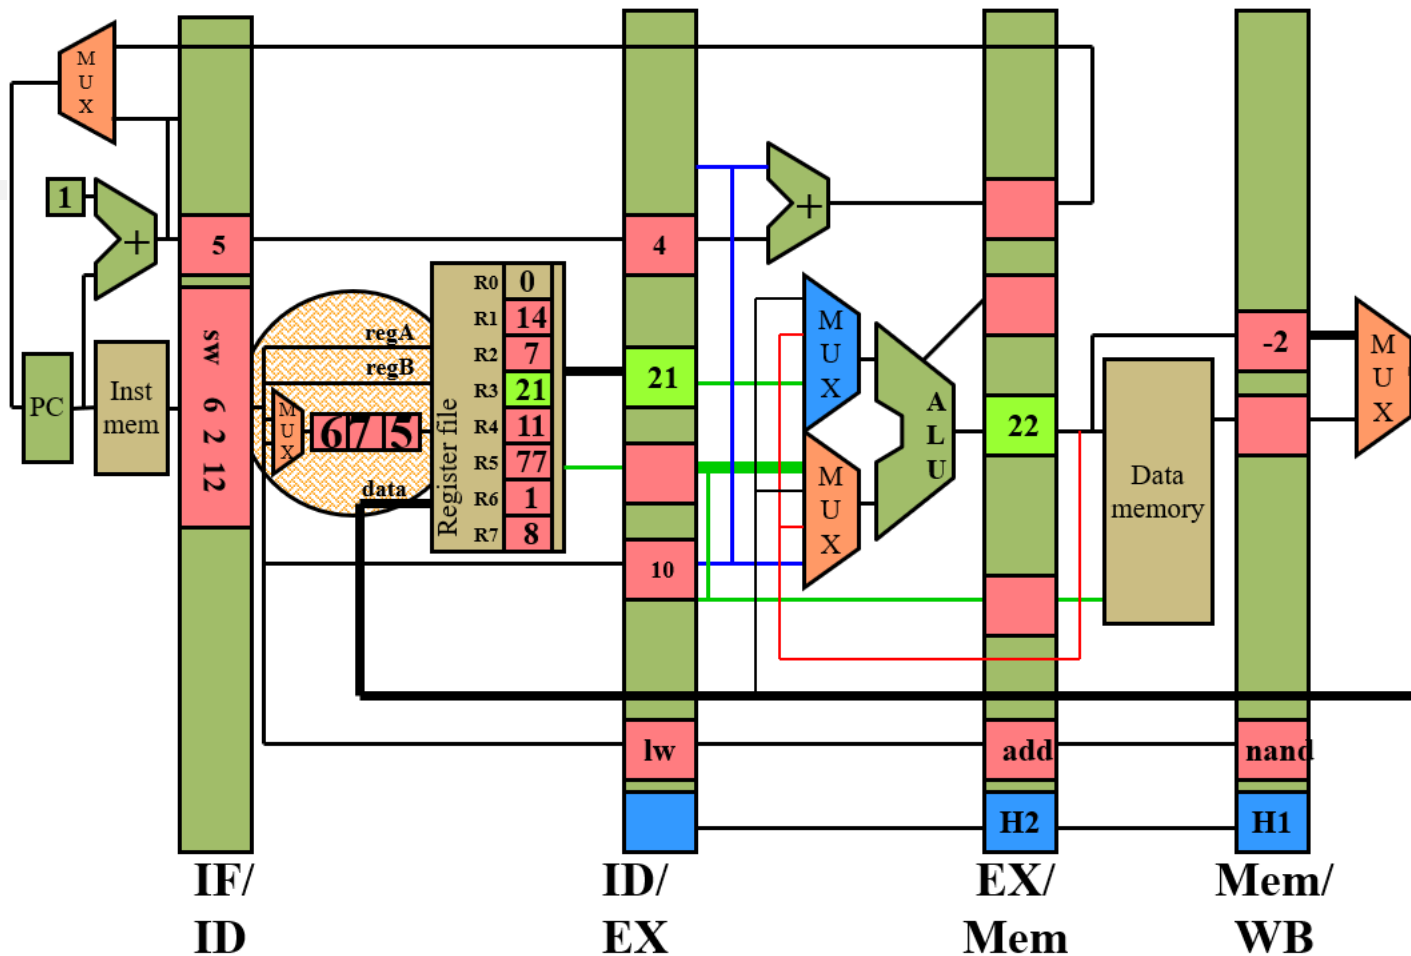 M
U
X
1
+
5
4
+
sw 6 2 12
PC
Inst
mem
regA
regB
M
U
X
6 7 5
data
Register file
R0 0
R1 14
R2 7
R3 21
R4 11
R5 77
R6 1
R7 8
21
10
M
U
X
M
U
X
A
L
U
22
Data
memory
-2
M
U
X
lw
add
nand
H2
H1
IF/
ID
ID/
EX
EX/
Mem
Mem/
WB